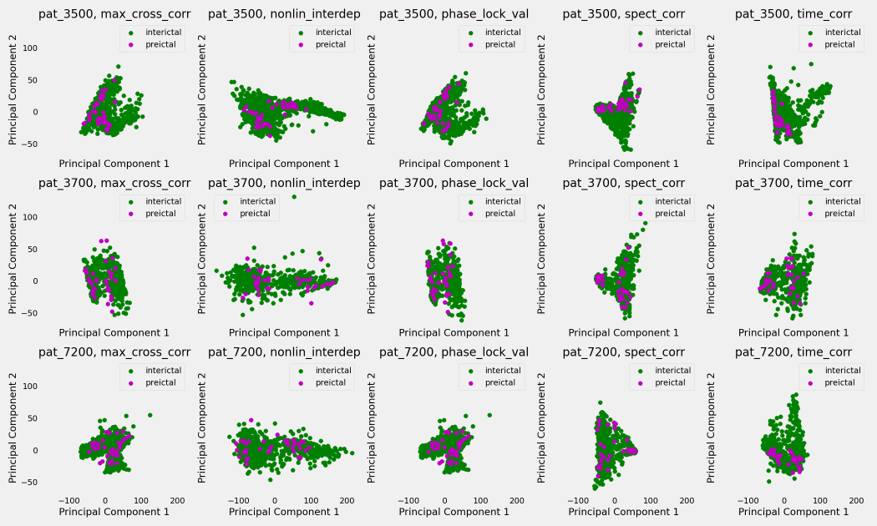 pat_3500, max_cross_corr
pat_3500, nonlin_interdep
pat_3500, phase_lock_val
pat_3500, spect_corr
pat_3500, time_corr
interictal
preictal
interictal
preictal
interictal
preictal
interictal
preictal
interictal
preictal
100
50
0
−50
Principal Component 2
Principal Component 2
Principal Component 2
Principal Component 2
Principal Component 2
Principal Component 1
Principal Component 1
Principal Component 1
Principal Component 1
Principal Component 1
pat_3700, max_cross_corr
pat_3700, nonlin_interdep
pat_3700, phase_lock_val
pat_3700, spect_corr
pat_3700, time_corr
interictal
preictal
interictal
preictal
interictal
preictal
interictal
preictal
interictal
preictal
100
50
0
−50
Principal Component 2
Principal Component 2
Principal Component 2
Principal Component 2
Principal Component 2
Principal Component 1
Principal Component 1
Principal Component 1
Principal Component 1
Principal Component 1
pat_7200, max_cross_corr
pat_7200, nonlin_interdep
pat_7200, phase_lock_val
pat_7200, spect_corr
pat_7200, time_corr
interictal
preictal
interictal
preictal
interictal
preictal
interictal
preictal
interictal
preictal
100
50
0
−50
Principal Component 2
Principal Component 2
Principal Component 2
Principal Component 2
Principal Component 2
−100 0 100 200
−100 0 100 200
−100 0 100 200
−100 0 100 200
−100 0 100 200
Principal Component 1
Principal Component 1
Principal Component 1
Principal Component 1
Principal Component 1